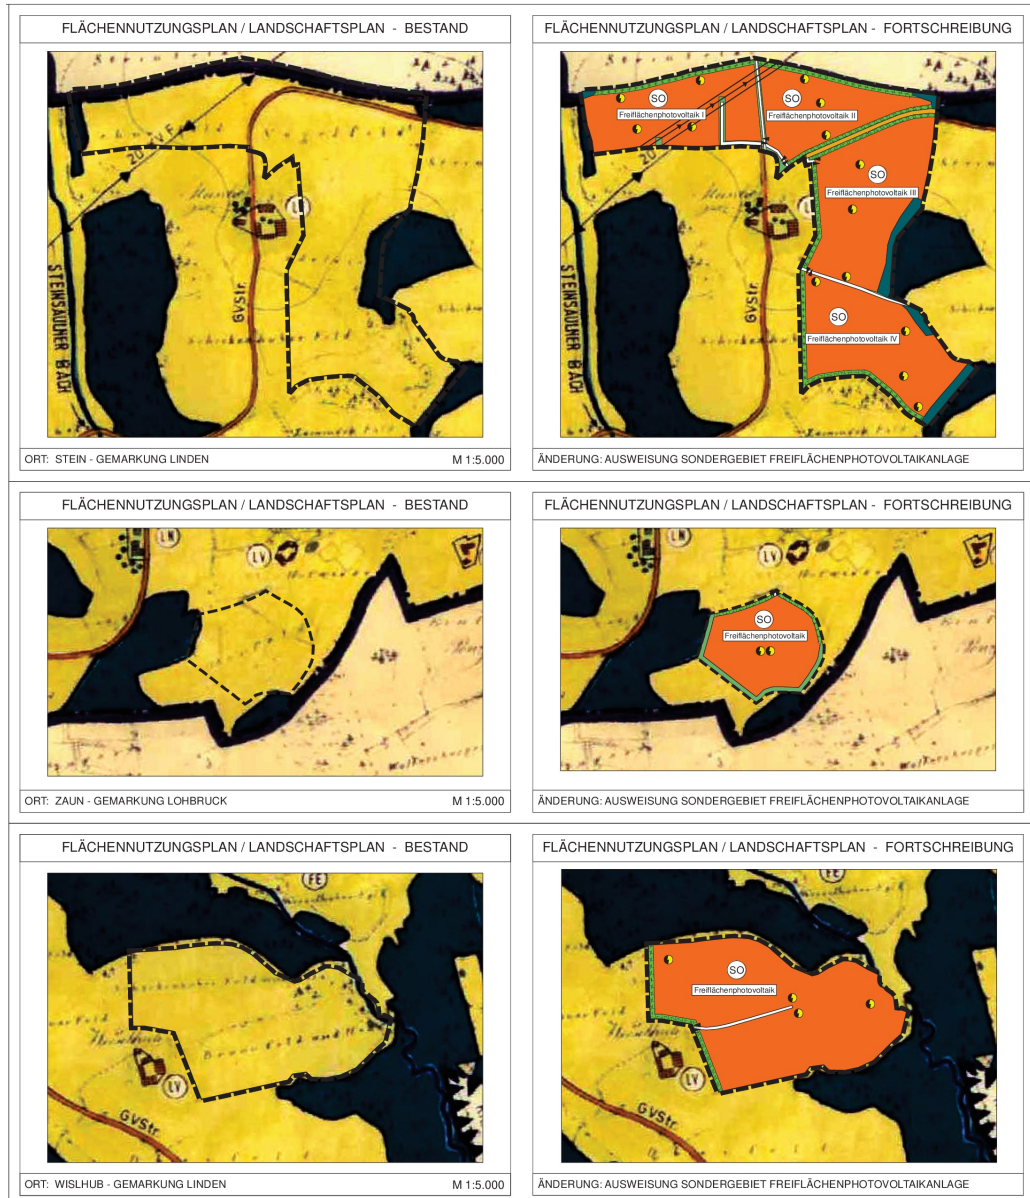 FLÄCHENNUTZUNGSPLAN / LANDSCHAFTSPLAN - BESTAND
STEINSAULNER BACH
GVStr.
ORT: STEIN - GEMARKUNG LINDEN
M 1:5.000
FLÄCHENNUTZUNGSPLAN / LANDSCHAFTSPLAN - FORTSCHREIBUNG
SO
Freiflächenphotovoltaik I
SO
Freiflächenphotovoltaik II
SO
Freiflächenphotovoltaik III
SO
Freiflächenphotovoltaik IV
STEINSAULNER BACH
GVStr.
ÄNDERUNG: AUSWEISUNG SONDERGEBIET FREIFLÄCHENPHOTOVOLTAIKANLAGE
FLÄCHENNUTZUNGSPLAN / LANDSCHAFTSPLAN - BESTAND
LN
LV
ORT: ZAUN - GEMARKUNG LOHBRUCK
M 1:5.000
FLÄCHENNUTZUNGSPLAN / LANDSCHAFTSPLAN - FORTSCHREIBUNG
LN
LV
SO
Freiflächenphotovoltaik
ÄNDERUNG: AUSWEISUNG SONDERGEBIET FREIFLÄCHENPHOTOVOLTAIKANLAGE
FLÄCHENNUTZUNGSPLAN / LANDSCHAFTSPLAN - BESTAND
FE
LV
GVStr.
ORT: WISLHUB - GEMARKUNG LINDEN
M 1:5.000
FLÄCHENNUTZUNGSPLAN / LANDSCHAFTSPLAN - FORTSCHREIBUNG
FE
SO
Freiflächenphotovoltaik
LV
GVStr.
ÄNDERUNG: AUSWEISUNG SONDERGEBIET FREIFLÄCHENPHOTOVOLTAIKANLAGE